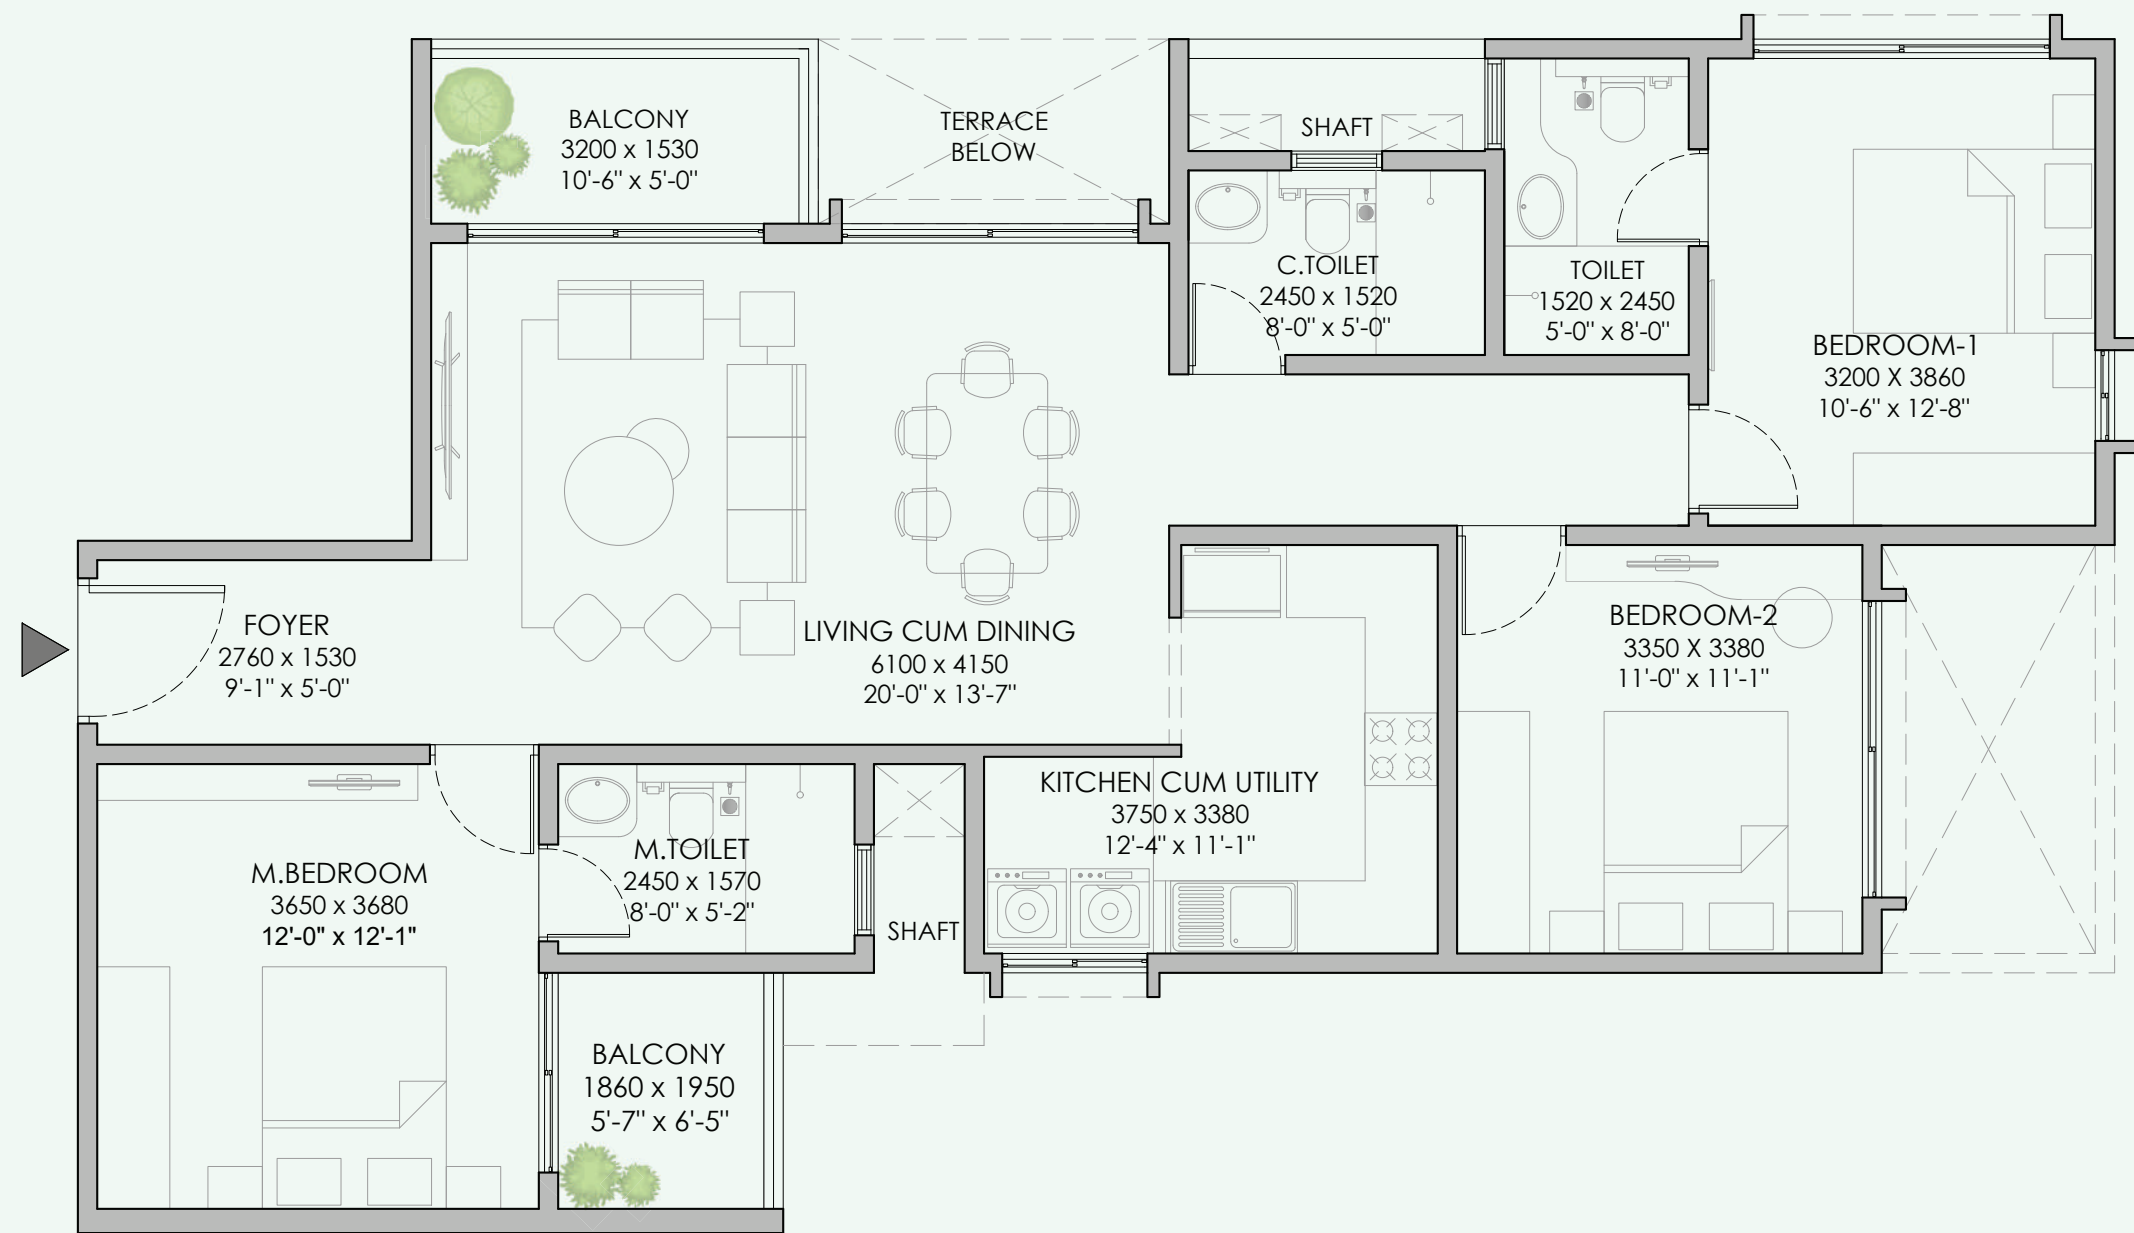 BALCONY
3200 x 1530
10'-6" x 5'-0"
TERRACE
BELOW
SHAFT
C.TOILET
2450 x 1520
8'-0" x 5'-0"
TOILET
1520 x 2450
5'-0" x 8'-0"
BEDROOM-1
3200 X 3860
10'-6" x 12'-8"
FOYER
2760 x 1530
9'-1" x 5'-0"
LIVING CUM DINING
6100 x 4150
20'-0" x 13'-7"
BEDROOM-2
3350 X 3380
11'-0" x 11'-1"
KITCHEN CUM UTILITY
3750 x 3380
12'-4" x 11'-1"
M.BEDROOM
3650 x 3680
12'-0" x 12'-1"
M.TOILET
2450 x 1570
8'-0" x 5'-2"
SHAFT
BALCONY
1860 x 1950
5'-7" x 6'-5"